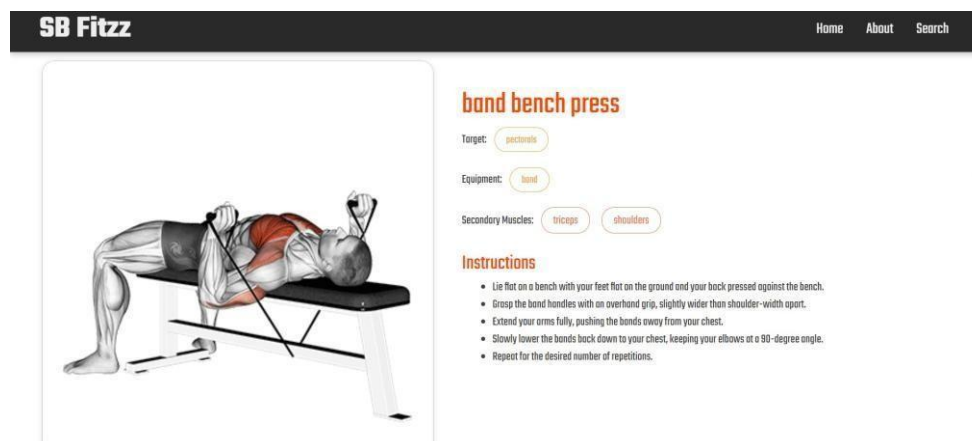 SB Fitzz
Home About Search
band bench press
Target: pectorals
Equipment: band
Secondary Muscles: triceps shoulders
Instructions
Lie flat on a bench with your feet flat on the ground and your back pressed against the bench.
Grasp the band handles with an overhand grip, slightly wider than shoulder-width apart.
Extend your arms fully, pushing the bands away from your chest.
Slowly lower the bands back down to your chest, keeping your elbows at a 90-degree angle.
Repeat for the desired number of repetitions.